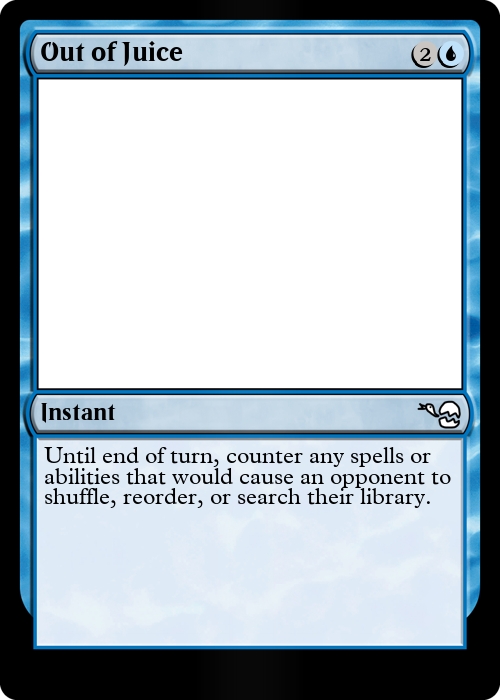 Out of Juice 2
Instant
Until end of turn, counter any spells or
abilities that would cause an opponent to
shuffle, reorder, or search their library.